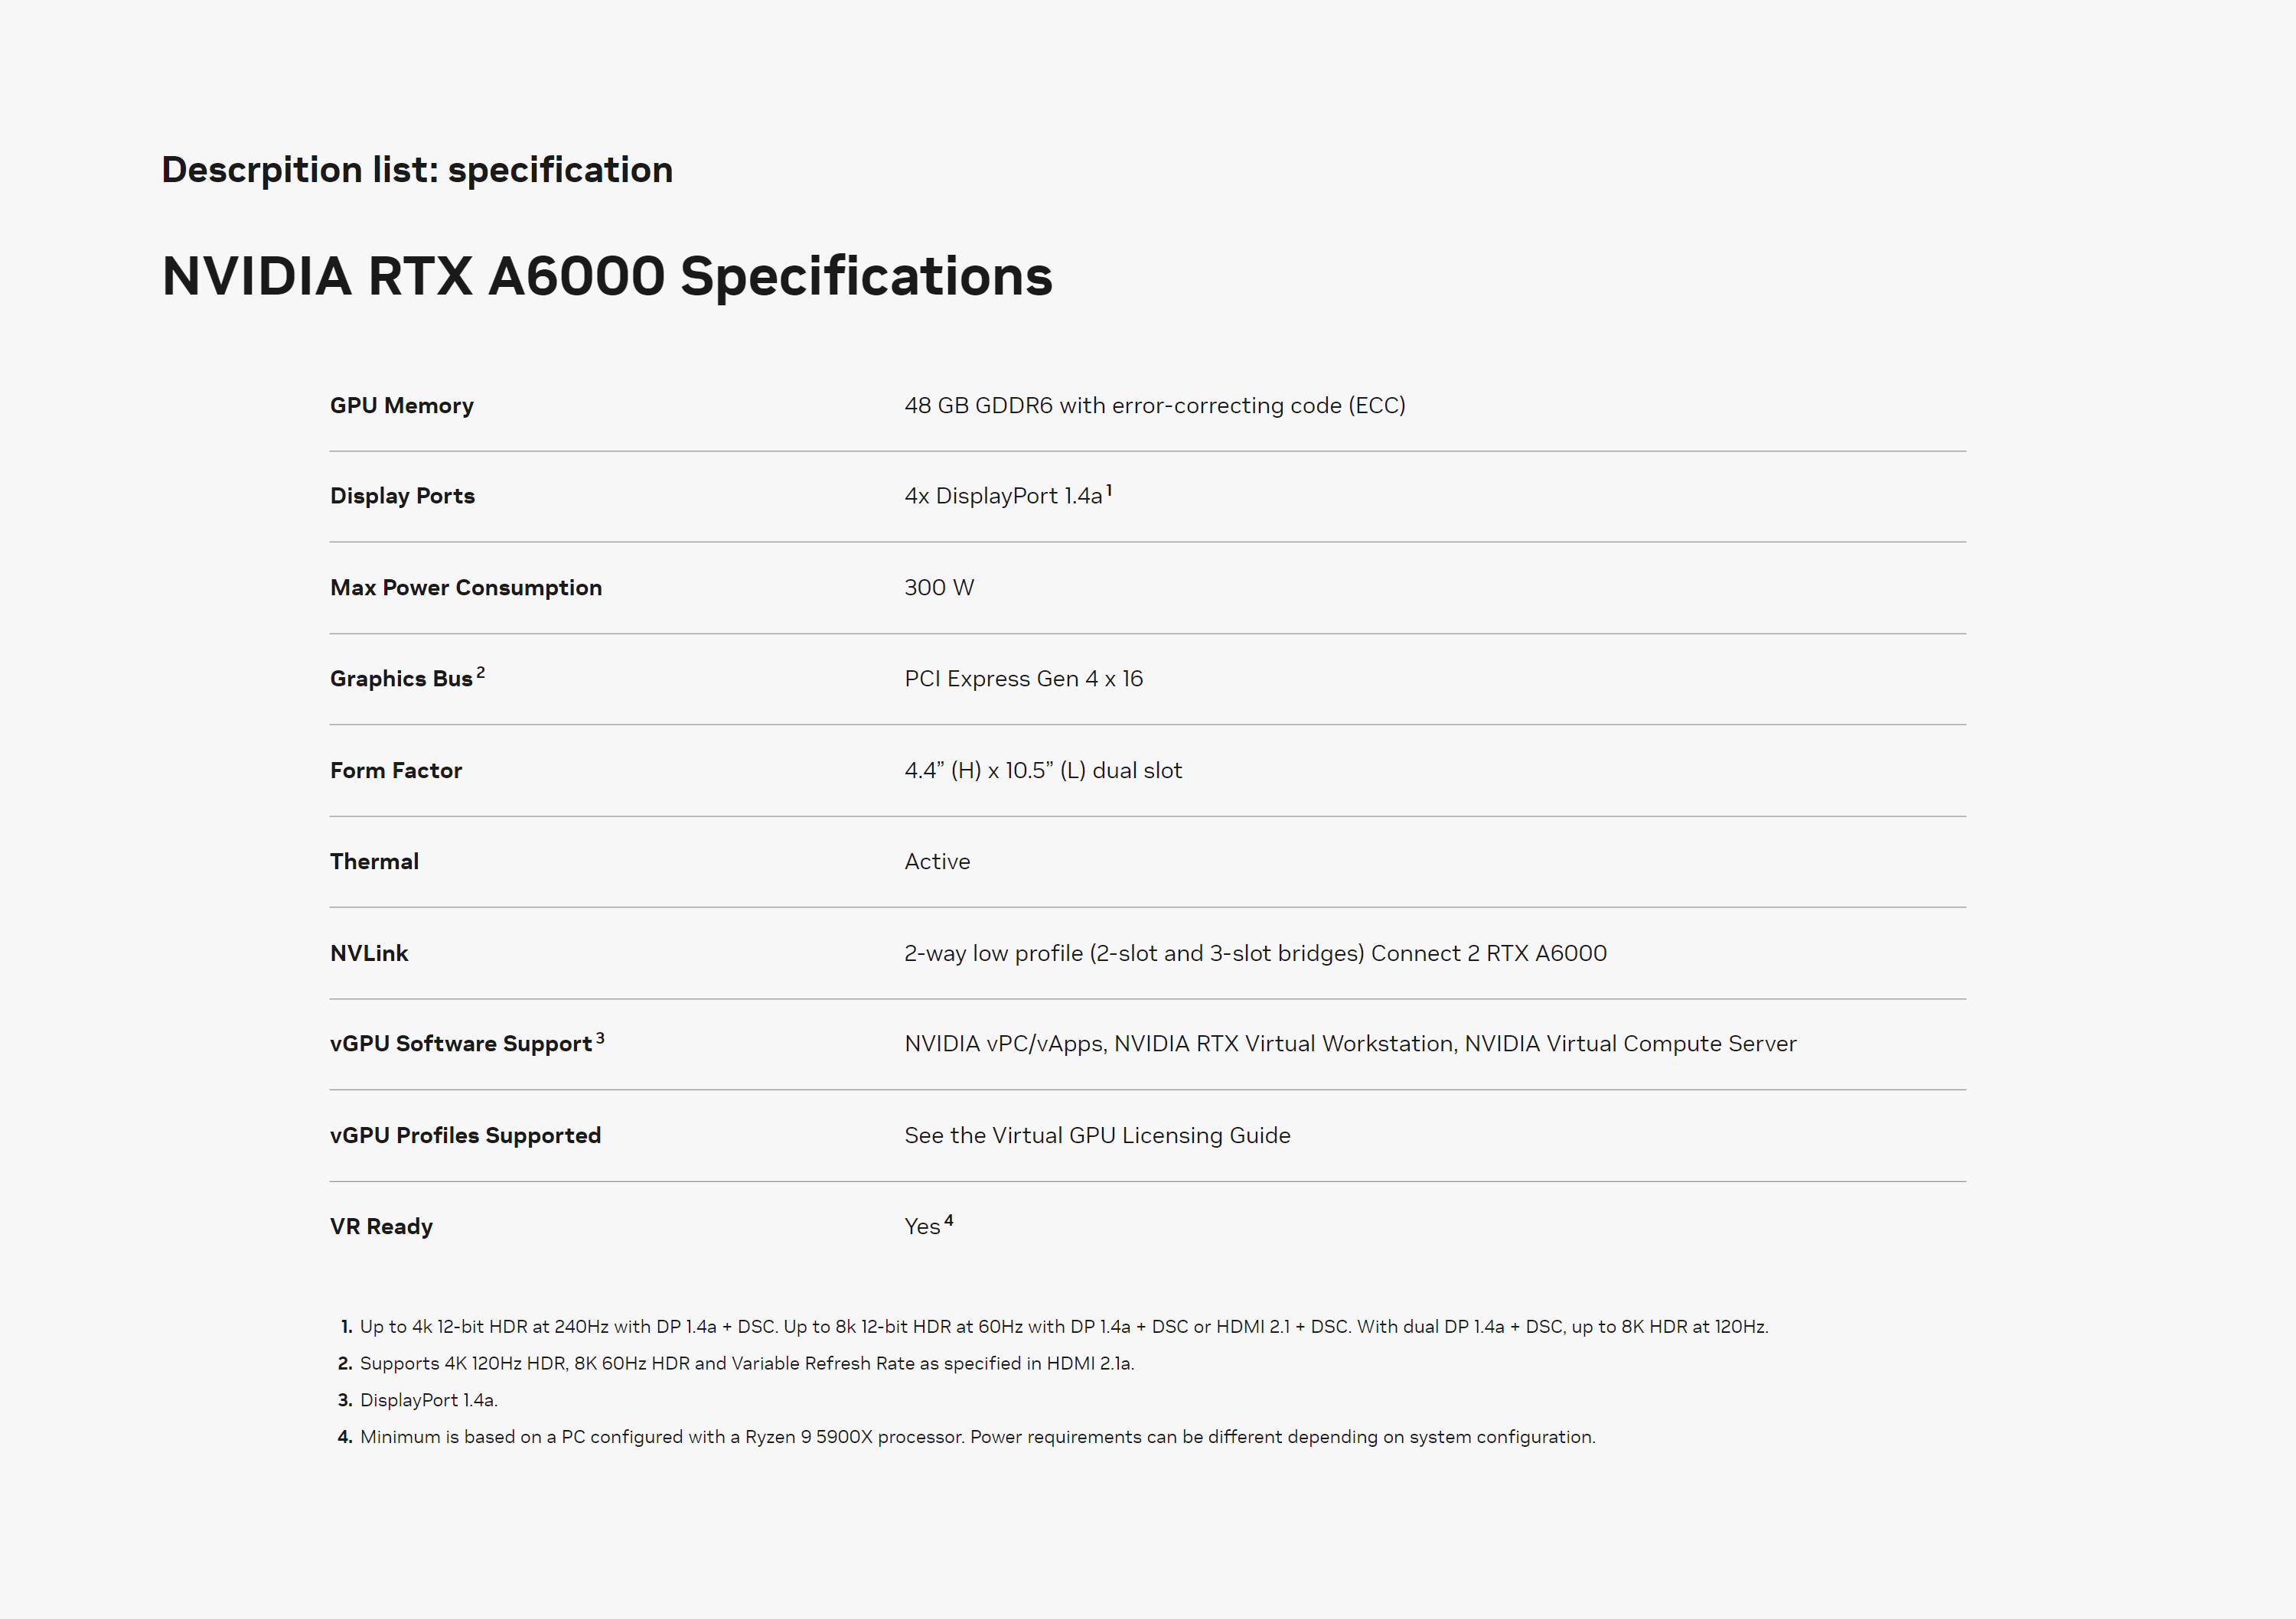 Descrpition list: specification
NVIDIA RTX A6000 Specifications
GPU Memory 48 GB GDDR6 with error-correcting code (ECC)
Display Ports 4x DisplayPort 1.4a 1
Max Power Consumption 300 W
Graphics Bus 2 PCI Express Gen 4 x 16
Form Factor 4.4” (H) x 10.5” (L) dual slot
Thermal Active
NVLink 2-way low profile (2-slot and 3-slot bridges) Connect 2 RTX A6000
vGPU Software Support 3 NVIDIA vPC/vApps, NVIDIA RTX Virtual Workstation, NVIDIA Virtual Compute Server
vGPU Profiles Supported See the Virtual GPU Licensing Guide
VR Ready Yes 4
1. Up to 4k 12-bit HDR at 240Hz with DP 1.4a + DSC. Up to 8k 12-bit HDR at 60Hz with DP 1.4a + DSC or HDMI 2.1 + DSC. With dual DP 1.4a + DSC, up to 8K HDR at 120Hz.
2. Supports 4K 120Hz HDR, 8K 60Hz HDR and Variable Refresh Rate as specified in HDMI 2.1a.
3. DisplayPort 1.4a.
4. Minimum is based on a PC configured with a Ryzen 9 5900X processor. Power requirements can be different depending on system configuration.